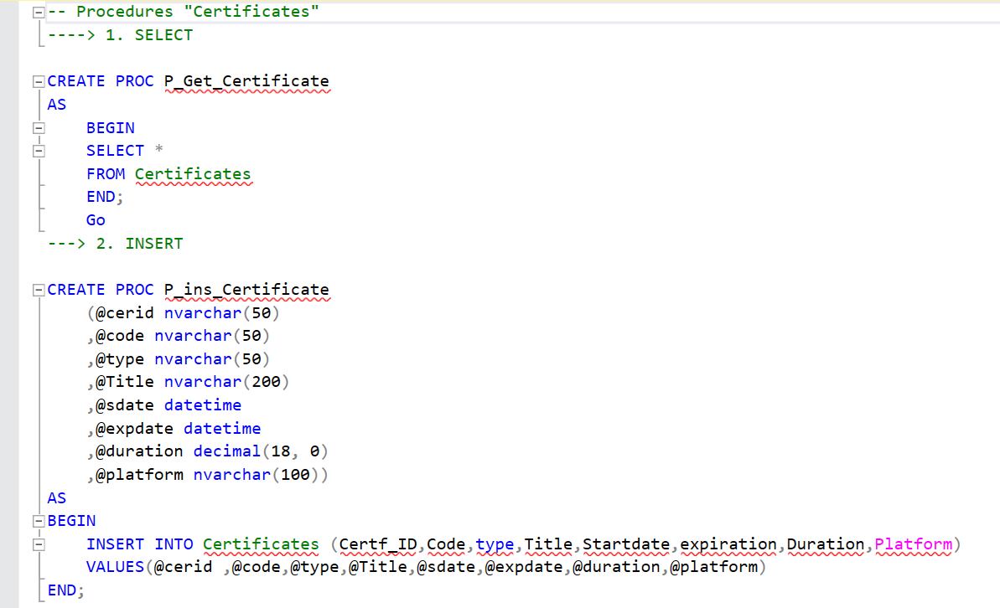 -- Procedures "Certificates"
----> 1. SELECT
CREATE PROC P_Get_Certificate
AS
BEGIN
SELECT *
FROM Certificates
END;
Go
---> 2. INSERT
CREATE PROC P_ins_Certificate
(@cerid nvarchar(50)
,@code nvarchar(50)
,@type nvarchar(50)
,@Title nvarchar(200)
,@sdate datetime
,@expdate datetime
,@duration decimal(18, 0)
,@platform nvarchar(100))
AS
BEGIN
INSERT INTO Certificates (Certf_ID,Code,type,Title,Startdate,expiration,Duration,Platform)
VALUES(@cerid ,@code,@type,@Title,@sdate,@expdate,@duration,@platform)
END;